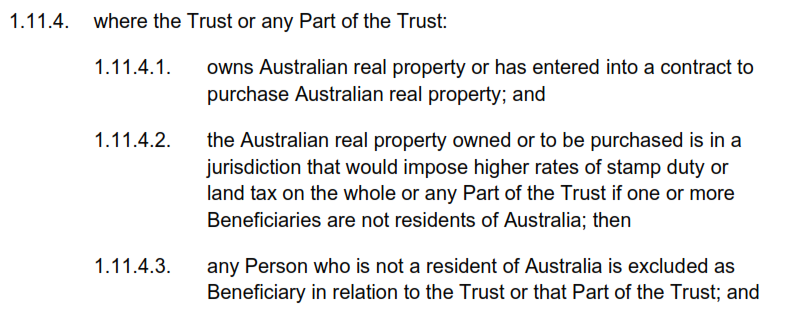 1.11.4. where the Trust or any Part of the Trust:
1.11.4.1. owns Australian real property or has entered into a contract to
purchase Australian real property; and
1.11.4.2. the Australian real property owned or to be purchased is in a
jurisdiction that would impose higher rates of stamp duty or
land tax on the whole or any Part of the Trust if one or more
Beneficiaries are not residents of Australia; then
1.11.4.3. any Person who is not a resident of Australia is excluded as
Beneficiary in relation to the Trust or that Part of the Trust; and